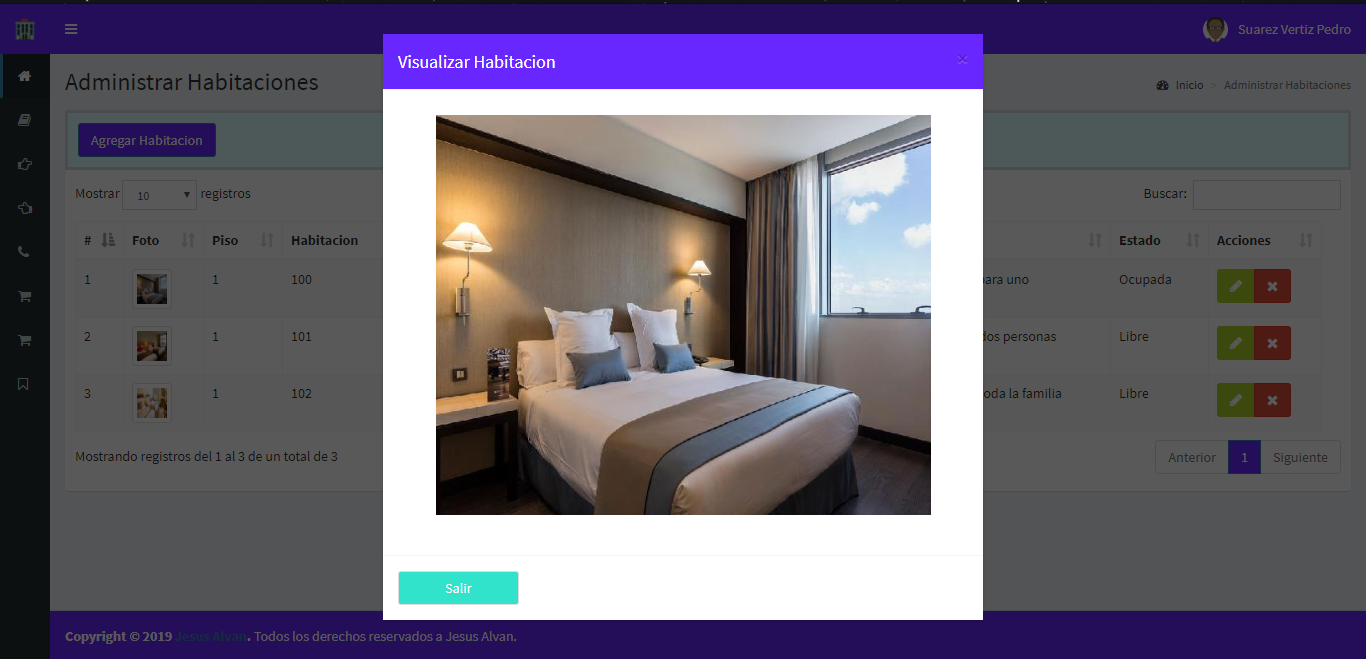 Suarez Vertiz Pedro
Visualizar Habitacion
×
Administrar Habitaciones
Inicio > Administrar Habitaciones
Agregar Habitacion
Mostrar 10 registros
Buscar:
# Foto Piso Habitacion Estado Acciones
1 1 100 para uno Ocupada
2 1 101 dos personas Libre
3 1 102 toda la familia Libre
Mostrando registros del 1 al 3 de un total de 3
Anterior 1 Siguiente
Salir
Copyright © 2019 Jesus Alvan. Todos los derechos reservados a Jesus Alvan.